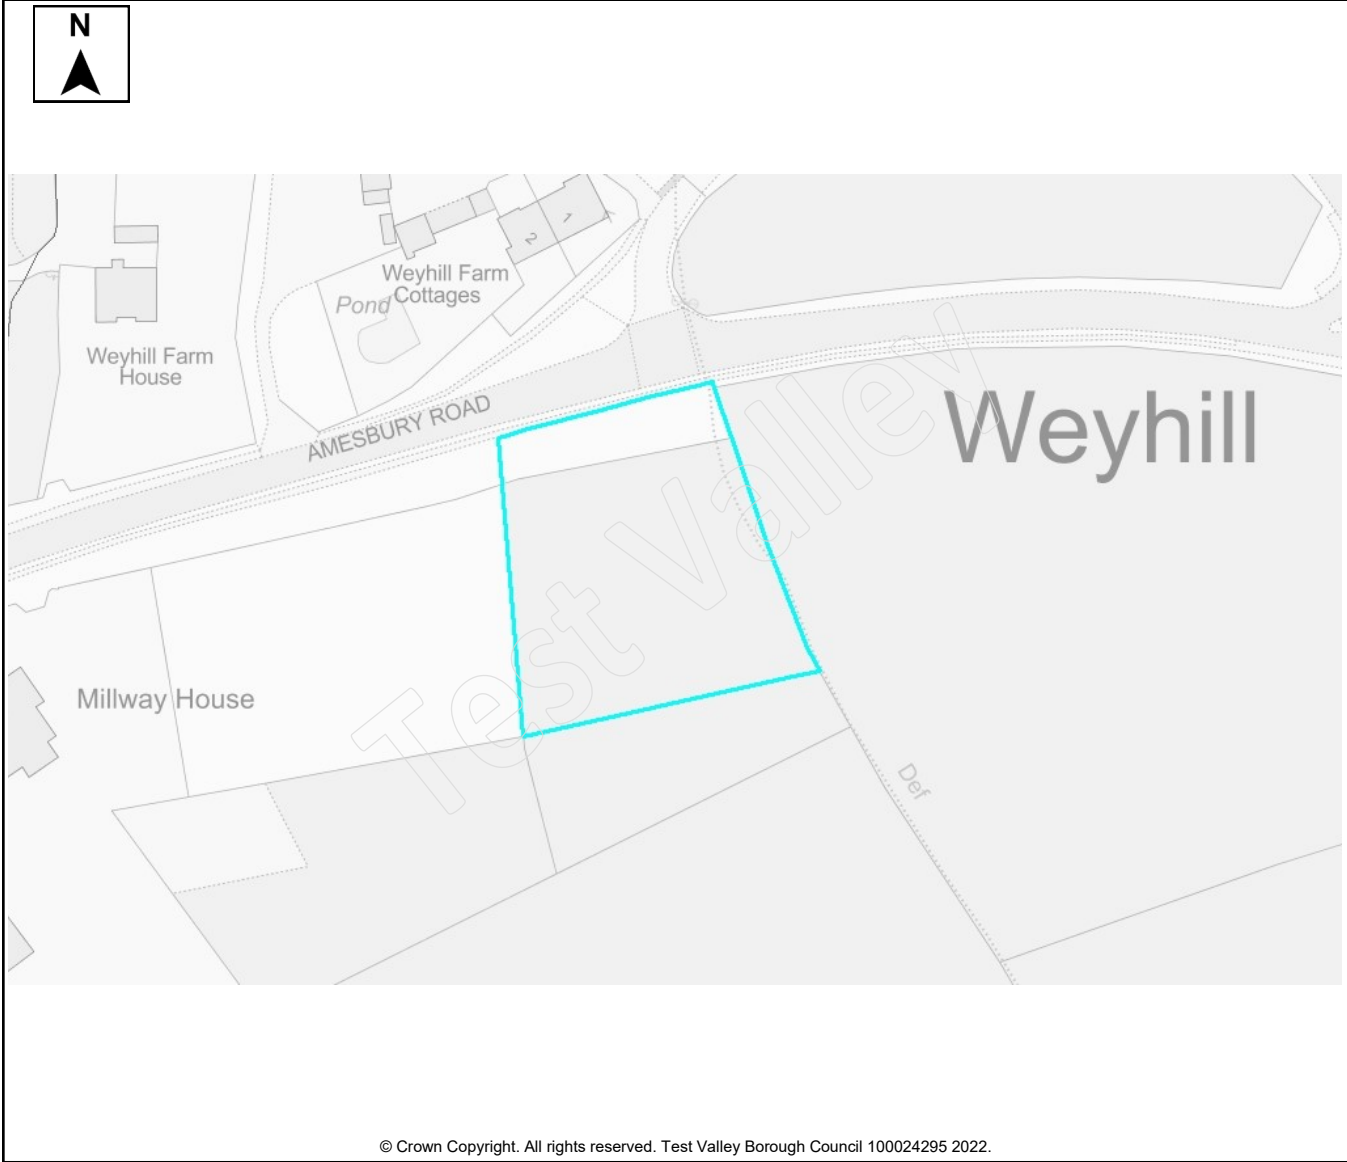 N
1
2
Weyhill Farm
Cottages
Pond
Weyhill Farm
House
AMESBURY ROAD
Weyhill
Test Valley
Millway House
Def
© Crown Copyright. All rights reserved. Test Valley Borough Council 100024295 2022.